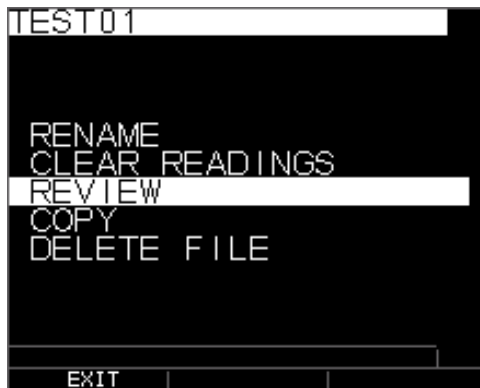 TEST01
RENAME
CLEAR READINGS
REVIEW
COPY
DELETE FILE
EXIT